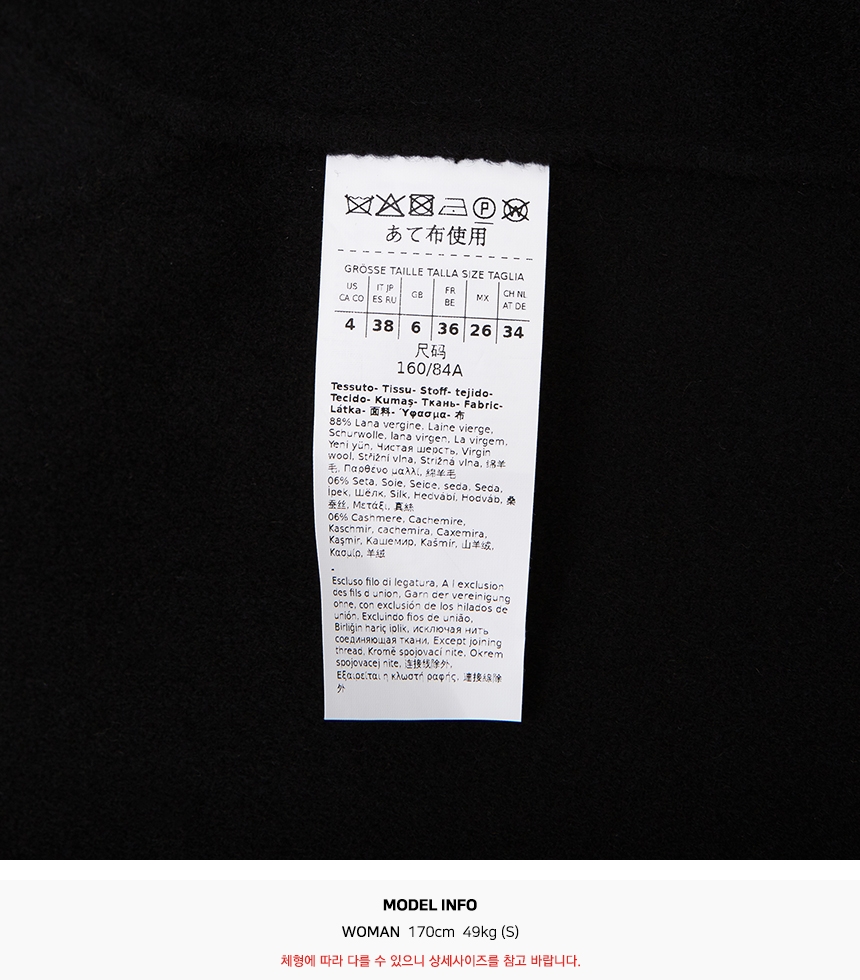 P W
あて布使用
GRÖSSE TAILLE TALLA SIZE TAGLIA
US CA CO IT JP ES RU GB FR BE MX CH NL AT DE
4 38 6 36 26 34
尺码
160/84A
Tessuto- Tissu- Stoff- tejido-
Tecido- Kumaş- Ткань- Fabric-
Látka- 面料- Ύφασμα- 布
88% Lana vergine, Laine vierge,
Schurwolle, lana virgen, La virgem,
Yeni yün, Чистая шерсть, Virgin
wool, Střižní vlna, Strižná vlna, 绵羊
毛, Παρθένο μαλλί, 綿羊毛
06% Seta, Soie, Seide, seda, Seda,
İpek, Шёлк, Silk, Hedvábí, Hodváb, 桑
蚕丝, Μετάξι, 真絲
06% Cashmere, Cachemire,
Kaschmir, cachemira, Caxemira,
Kaşmir, Кашемир, Kašmír, 山羊绒,
Κασμίρ, 羊絨
-
Escluso filo di legatura, A l exclusion
des fils d union, Garn der vereinigung
ohne, con exclusión de los hilados de
unión, Excluindo fios de união,
Birliğin hariç iplik, исключая нить
соединяющая ткани, Except joining
thread, Kromě spojovací nite, Okrem
spojovacej nite, 连接线除外,
Εξαιρείται η κλωστή ραφής, 連接線除
外
MODEL INFO
WOMAN 170cm 49kg (S)
체형에 따라 다를 수 있으니 상세사이즈를 참고 바랍니다.